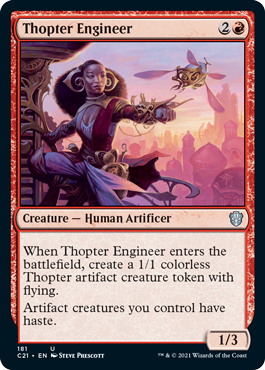 Thopter Engineer 2
Creature — Human Artificer
When Thopter Engineer enters the
battlefield, create a 1/1 colorless
Thopter artifact creature token with
flying.
Artifact creatures you control have
haste.
1/3
181 U
C21 • EN Steve Prescott ™ & © 2021 Wizards of the Coast